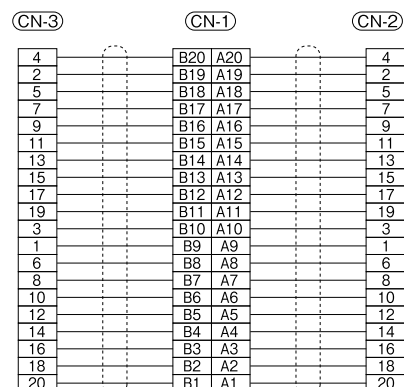 CN-3 CN-1 CN-2
4 B20 A20 4
2 B19 A19 2
5 B18 A18 5
7 B17 A17 7
9 B16 A16 9
11 B15 A15 11
13 B14 A14 13
15 B13 A13 15
17 B12 A12 17
19 B11 A11 19
3 B10 A10 3
1 B9 A9 1
6 B8 A8 6
8 B7 A7 8
10 B6 A6 10
12 B5 A5 12
14 B4 A4 14
16 B3 A3 16
18 B2 A2 18
20 B1 A1 20